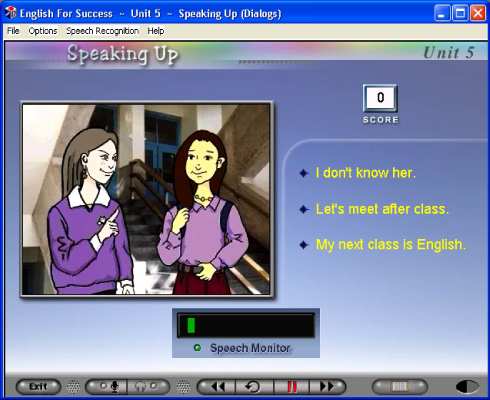 English For Success ~ Unit 5 ~ Speaking Up (Dialogs)
File Options Speech Recognition Help
Speaking Up
Unit 5
0
SCORE
I don't know her.
Let's meet after class.
My next class is English.
Speech Monitor
Exit